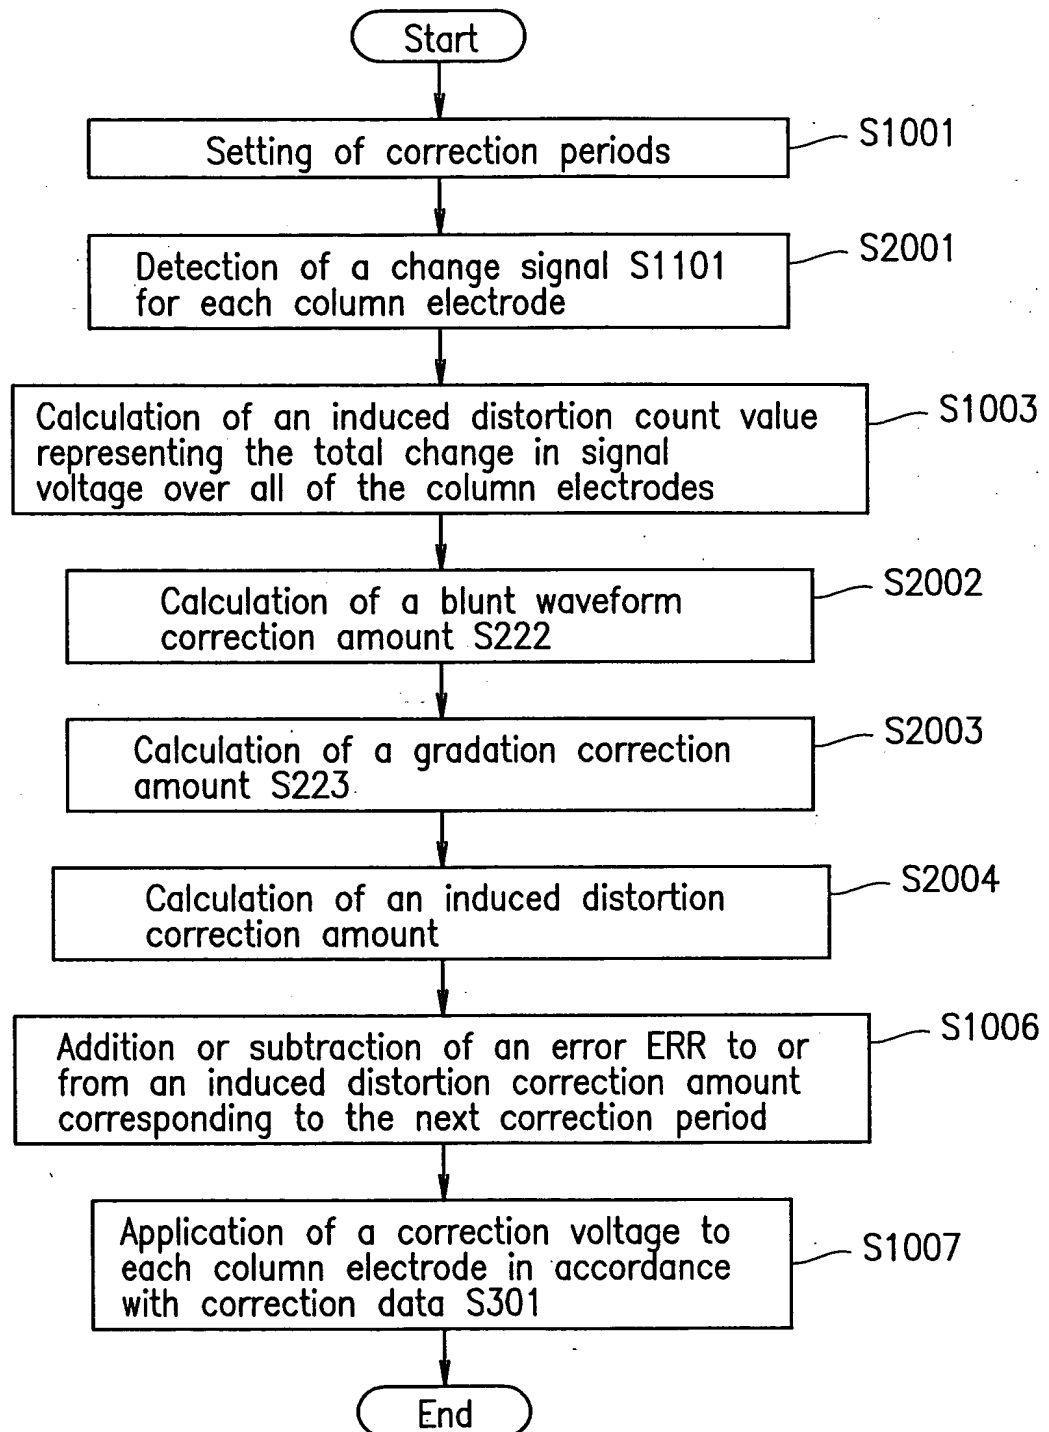 Start
Setting of correction periods
S1001
Detection of a change signal S1101
for each column electrode
S2001
Calculation of an induced distortion count value
representing the total change in signal
voltage over all of the column electrodes
S1003
Calculation of a blunt waveform
correction amount S222
S2002
Calculation of a gradation correction
amount S223
S2003
Calculation of an induced distortion
correction amount
S2004
Addition or subtraction of an error ERR to or
from an induced distortion correction amount
corresponding to the next correction period
S1006
Application of a correction voltage to
each column electrode in accordance
with correction data S301
S1007
End